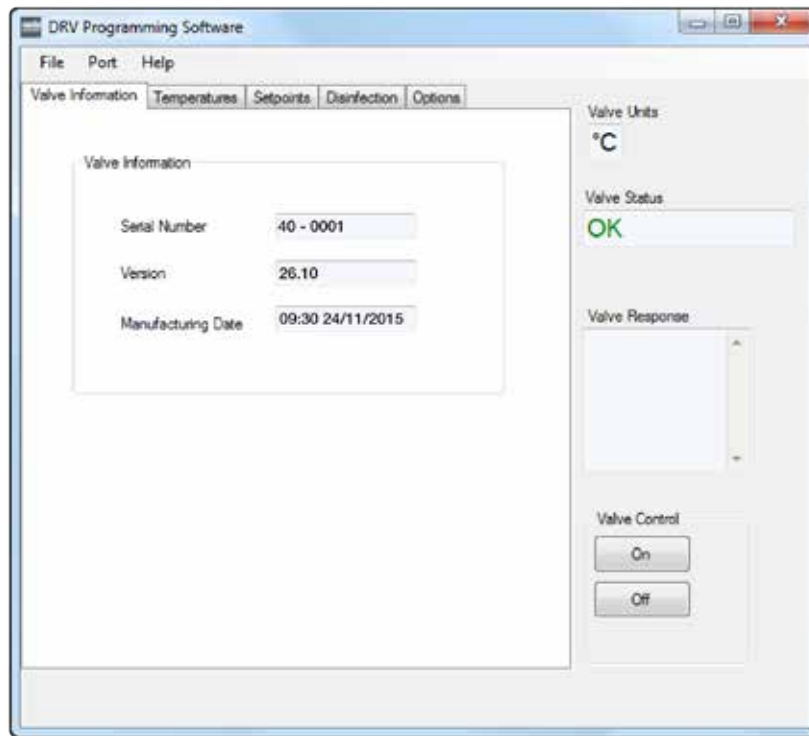 DRV Programming Software
File Port Help
Valve Information Temperatures Setpoints Disinfection Options
Valve Information
Serial Number 40 - 0001
Version 26.10
Manufacturing Date 09:30 24/11/2015
Valve Units
°C
Valve Status
OK
Valve Response
Valve Control
On
Off